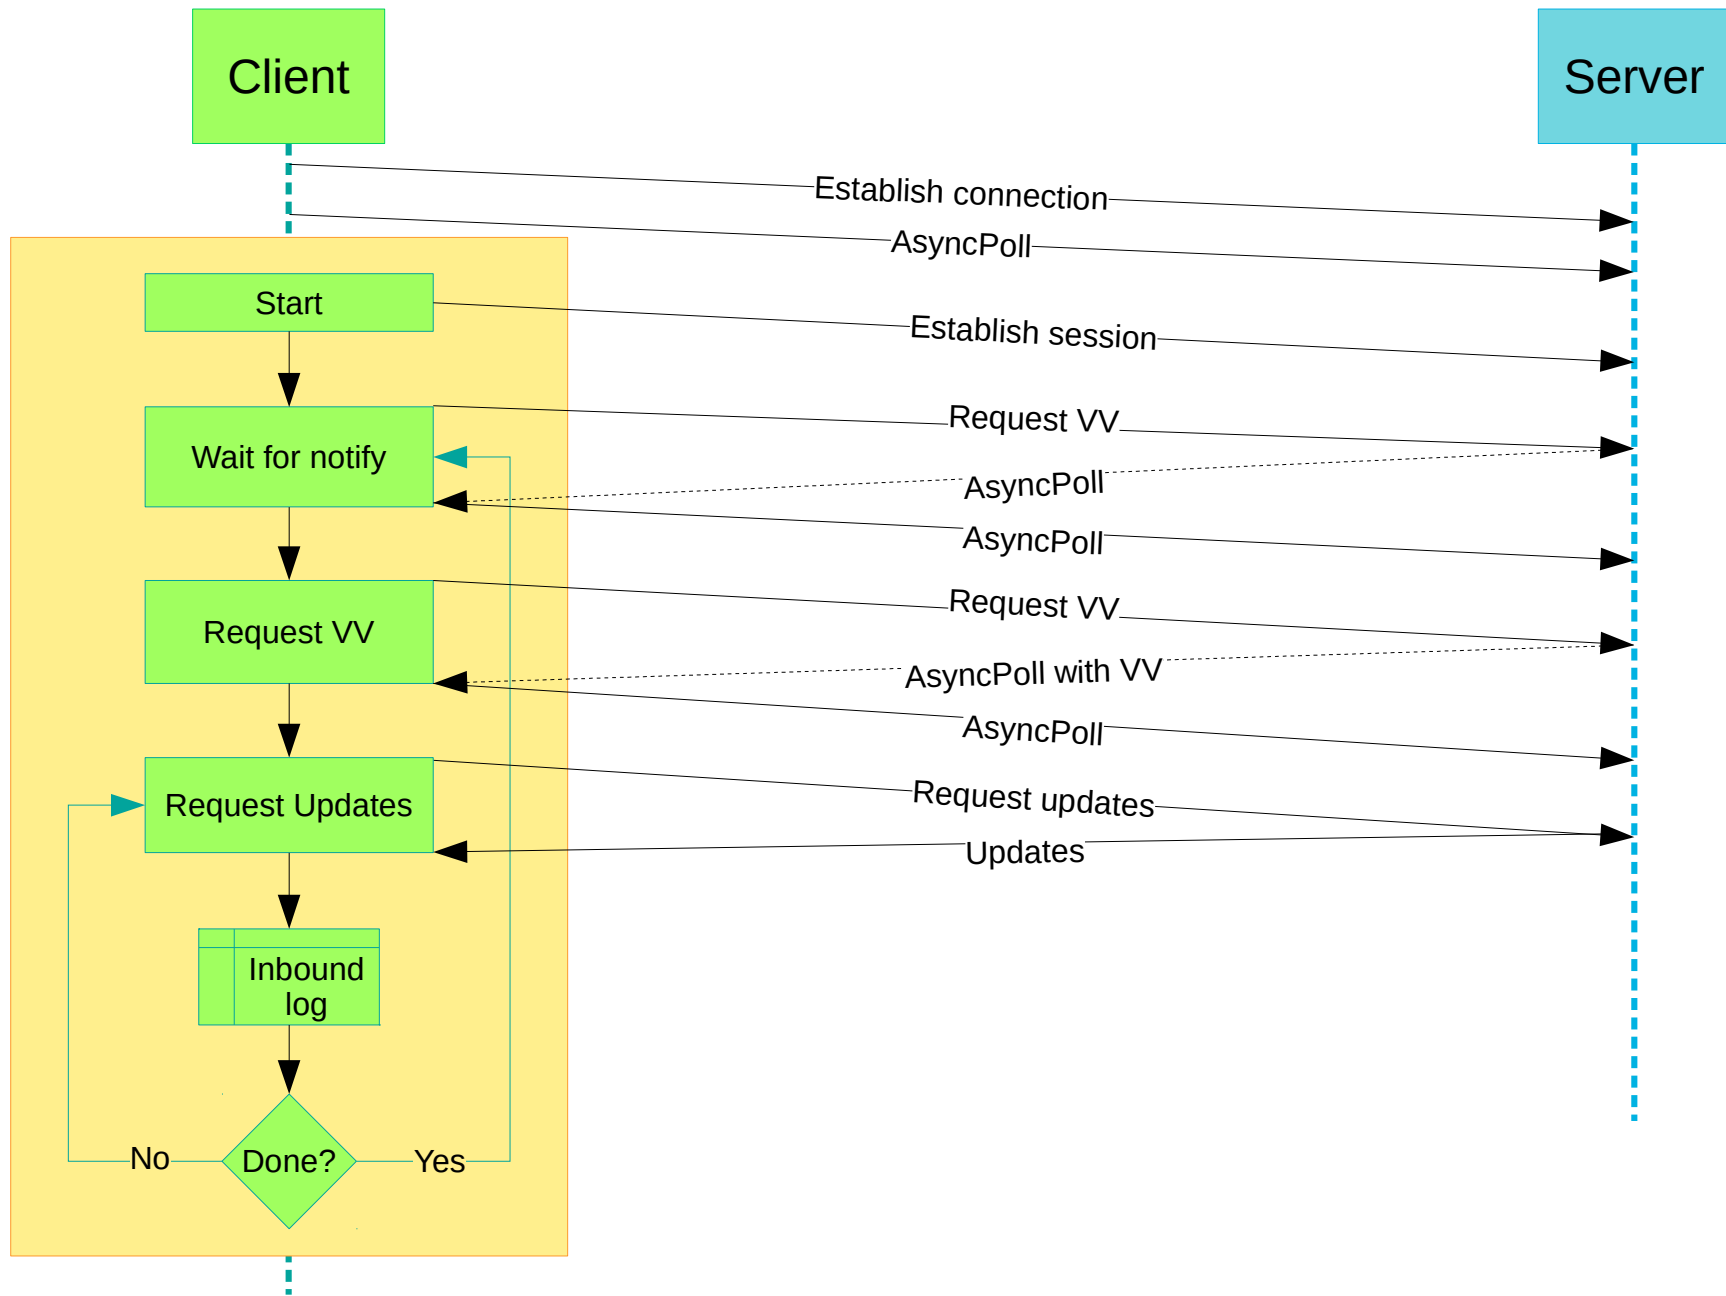 Client
Server
Establish connection
AsyncPoll
Start
Establish session
Request VV
Wait for notify
AsyncPoll
AsyncPoll
Request VV
Request VV
AsyncPoll with VV
AsyncPoll
Request Updates
Request updates
Updates
Inbound
log
No
Done?
Yes